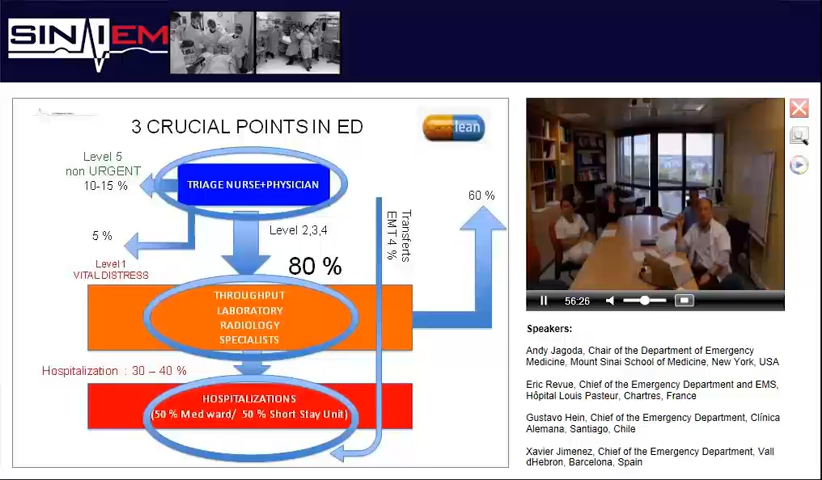 SINIEM
3 CRUCIAL POINTS IN ED
lean
Level 5
non URGENT
10-15 %
TRIAGE NURSE+PHYSICIAN
60 %
Transferts
EMT 4 %
Level 2,3,4
5 %
Level 1
VITAL DISTRESS
80 %
THROUGHPUT
LABORATORY
RADIOLOGY
SPECIALISTS
Hospitalization : 30 – 40 %
HOSPITALIZATIONS
(50 % Med ward/ 50 % Short Stay Unit)
56:26
Speakers:
Andy Jagoda, Chair of the Department of Emergency
Medicine, Mount Sinai School of Medicine, New York, USA
Eric Revue, Chief of the Emergency Department and EMS,
Hôpital Louis Pasteur, Chartres, France
Gustavo Hein, Chief of the Emergency Department, Clínica
Alemana, Santiago, Chile
Xavier Jimenez, Chief of the Emergency Department, Vall
dHebron, Barcelona, Spain